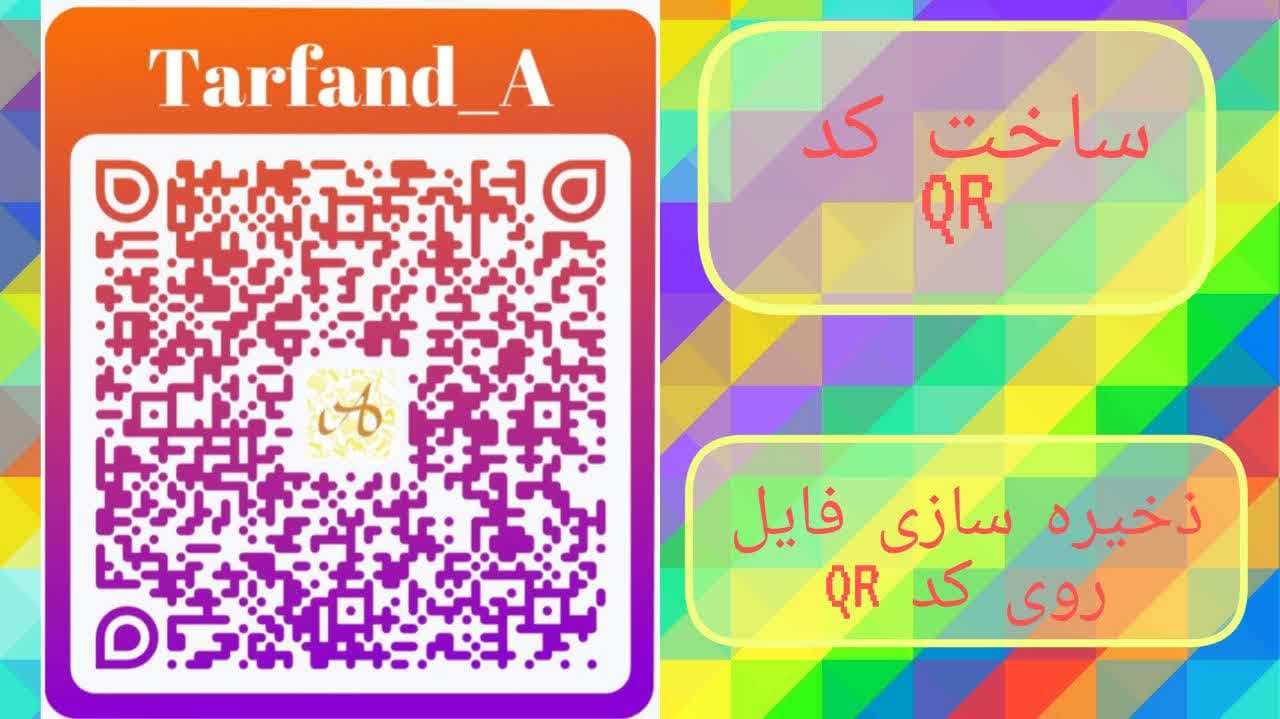 Tarfand_A
A
ساخت کد
QR
ذخیره سازی فایل
روی کد QR